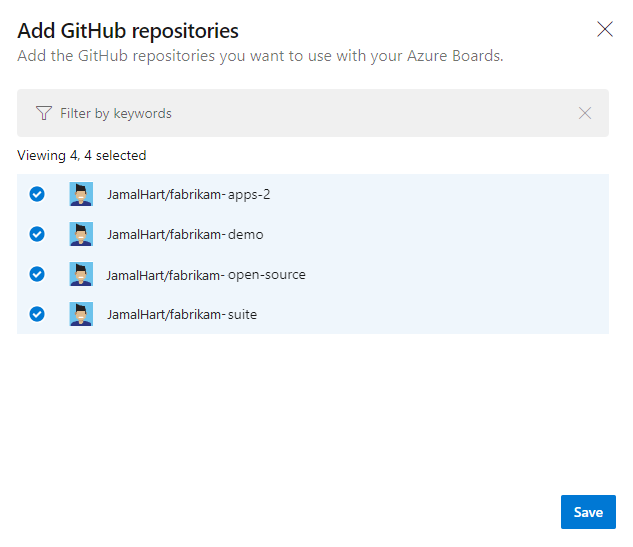 Add GitHub repositories
Add the GitHub repositories you want to use with your Azure Boards.
Filter by keywords
Viewing 4, 4 selected
JamalHart/fabrikam-apps-2
JamalHart/fabrikam-demo
JamalHart/fabrikam-open-source
JamalHart/fabrikam-suite
Save